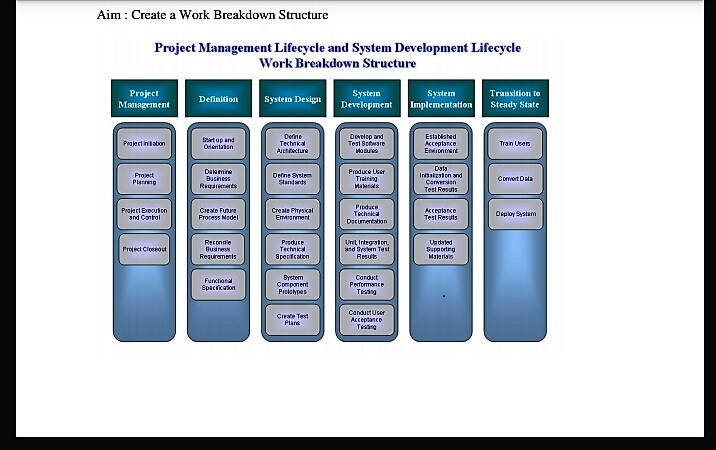 Aim : Create a Work Breakdown Structure
Project Management Lifecycle and System Development Lifecycle
Work Breakdown Structure
Project
Management
Definition
System Design
System
Development
System
Implementation
Transition to
Steady State
Project Initiation
Project
Planning
Project Execution
and Control
Project Closeout
Start up and
Orientation
Determine
Business
Requirements
Create Future
Process Model
Reconcile
Business
Requirements
Functional
Specification
Define
Technical
Architecture
Define System
Standards
Create Physical
Environment
Produce
Technical
Specification
System
Component
Prototypes
Create Test
Plans
Develop and
Test Software
Modules
Produce User
Training
Materials
Produce
Technical
Documentation
Unit, Integration,
and System Test
Results
Conduct
Performance
Testing
Conduct User
Acceptance
Testing
Established
Acceptance
Environment
Data
Initialization and
Conversion
Test Results
Acceptance
Test Results
Updated
Supporting
Materials
Train Users
Convert Data
Deploy System